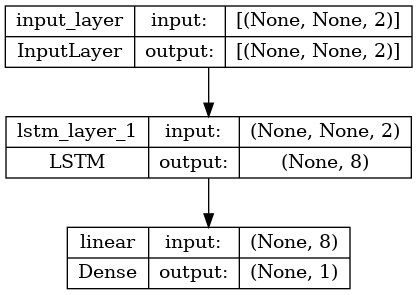 input_layer input: [(None, None, 2)]
InputLayer output: [(None, None, 2)]
lstm_layer_1 input: (None, None, 2)
LSTM output: (None, 8)
linear input: (None, 8)
Dense output: (None, 1)